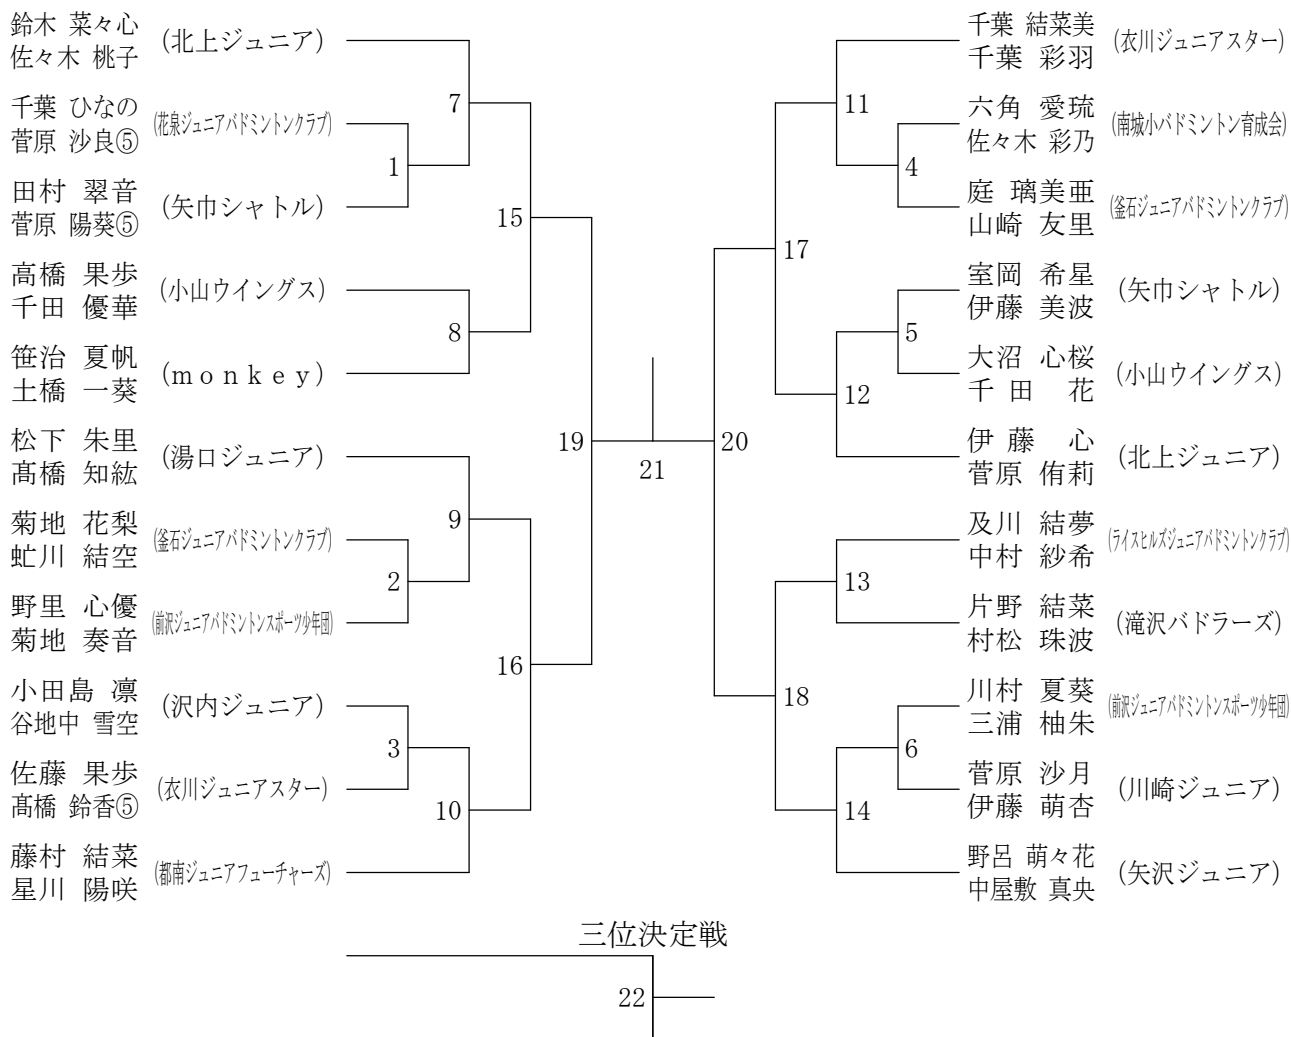 鈴木 菜々心
佐々木 桃子
(北上ジュニア)
千葉 ひなの
菅原 沙良⑤
(花泉ジュニアバドミントンクラブ)
田村 翠音
菅原 陽葵⑤
(矢巾シャトル)
高橋 果歩
千田 優華
(小山ウイングス)
笹治 夏帆
土橋 一葵
(monkey)
松下 朱里
髙橋 知紘
(湯口ジュニア)
菊地 花梨
虻川 結空
(釜石ジュニアバドミントンクラブ)
野里 心優
菊地 奏音
(前沢ジュニアバドミントンスポーツ少年団)
小田島 凛
谷地中 雪空
(沢内ジュニア)
佐藤 果歩
髙橋 鈴香⑤
(衣川ジュニアスター)
藤村 結菜
星川 陽咲
(都南ジュニアフューチャーズ)
7
1
15
8
19
9
2
16
3
10
21
20
11
4
17
5
12
13
18
6
14
千葉 結菜美
千葉 彩羽
(衣川ジュニアスター)
六角 愛琉
佐々木 彩乃
(南城小バドミントン育成会)
庭 璃美亜
山崎 友里
(釜石ジュニアバドミントンクラブ)
室岡 希星
伊藤 美波
(矢巾シャトル)
大沼 心桜
千田 花
(小山ウイングス)
伊藤 心
菅原 侑莉
(北上ジュニア)
及川 結夢
中村 紗希
(ライスヒルズジュニアバドミントンクラブ)
片野 結菜
村松 珠波
(滝沢バドラーズ)
川村 夏葵
三浦 柚朱
(前沢ジュニアバドミントンスポーツ少年団)
菅原 沙月
伊藤 萌杏
(川崎ジュニア)
野呂 萌々花
中屋敷 真央
(矢沢ジュニア)
三位決定戦
22